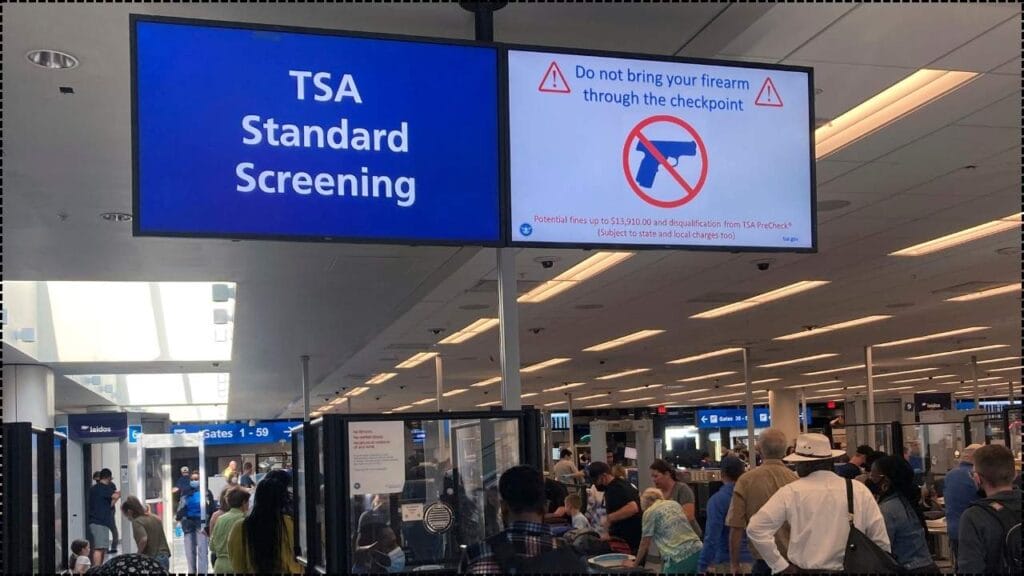 TSA
Standard
Screening
Do not bring your firearm
through the checkpoint
Potential fines up to $13,910.00 and disqualification from TSA PreCheck®
(Subject to state and local charges too)
tsa.gov
leidos
Gates 1 - 59
leidos